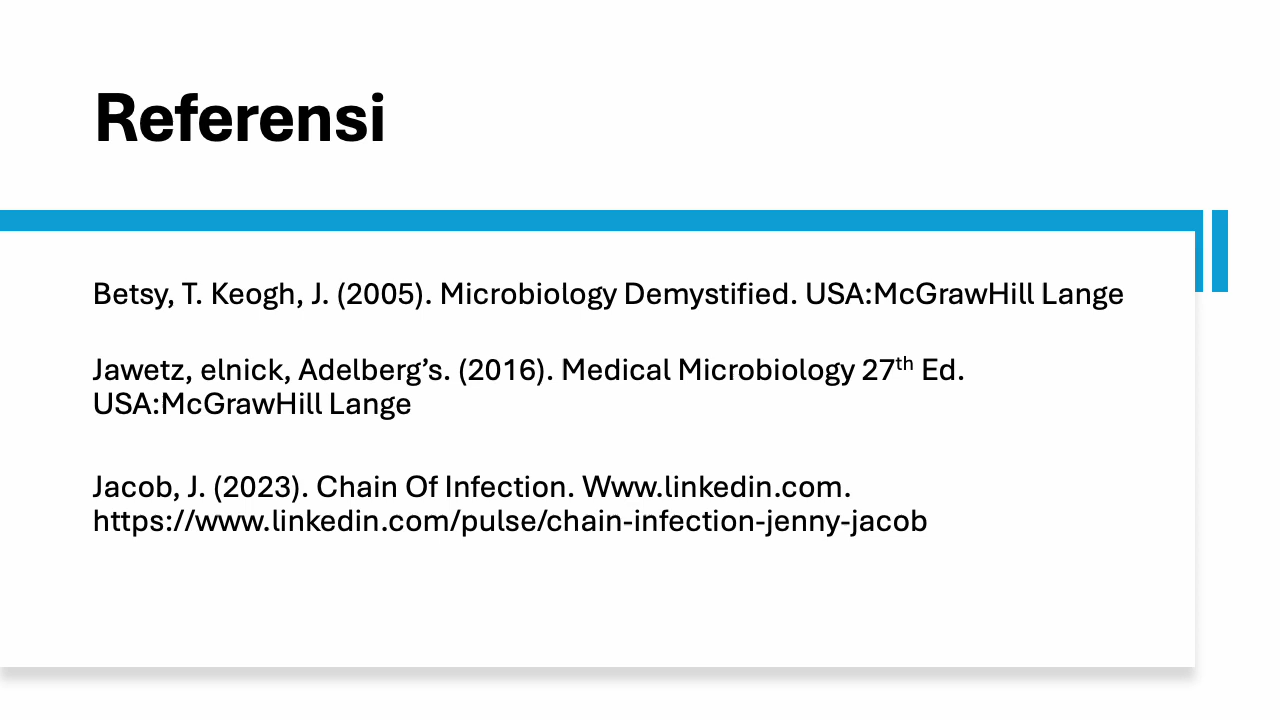 Referensi
Betsy, T. Keogh, J. (2005). Microbiology Demystified. USA:McGrawHill Lange
Jawetz, elnick, Adelberg’s. (2016). Medical Microbiology 27th Ed.
USA:McGrawHill Lange
Jacob, J. (2023). Chain Of Infection. Www.linkedin.com.
https://www.linkedin.com/pulse/chain-infection-jenny-jacob